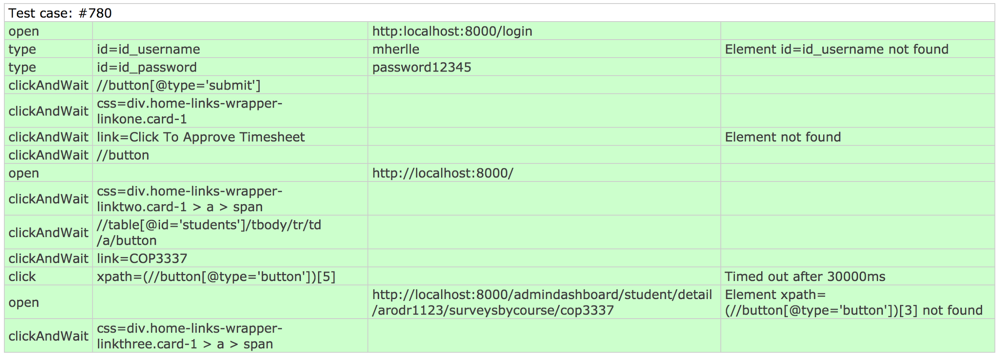 Test case: #780
open http:localhost:8000/login
type id=id_username mherlle Element id=id_username not found
type id=id_password password12345
clickAndWait //button[@type='submit']
clickAndWait css=div.home-links-wrapper-
linkone.card-1
clickAndWait link=Click To Approve Timesheet Element not found
clickAndWait //button
open http://localhost:8000/
clickAndWait css=div.home-links-wrapper-
linktwo.card-1 > a > span
clickAndWait //table[@id='students']/tbody/tr/td
/a/button
clickAndWait link=COP3337
click xpath=(//button[@type='button'])[5] Timed out after 30000ms
open http://localhost:8000/admindashboard/student/detail Element xpath=
/arodr1123/surveysbycourse/cop3337 (//button[@type='button'])[3] not found
clickAndWait css=div.home-links-wrapper-
linkthree.card-1 > a > span